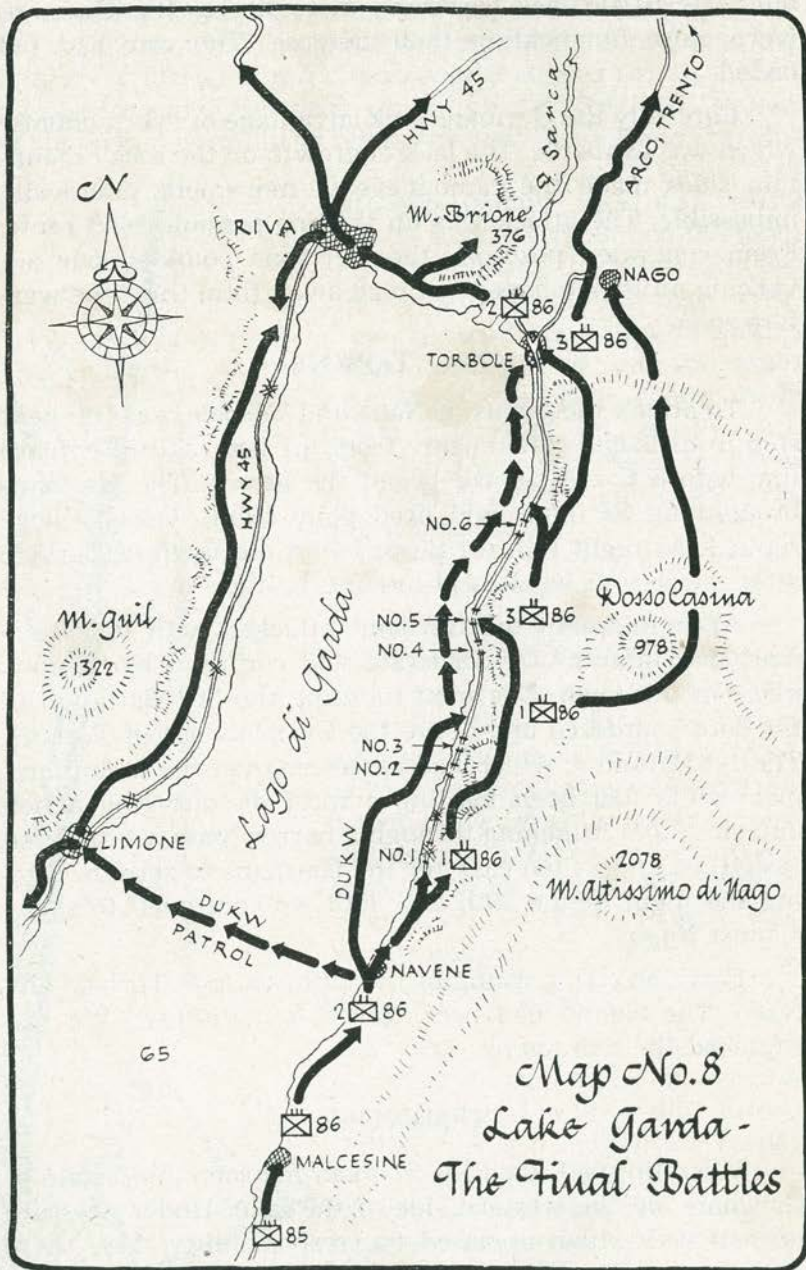 HWY 45
R Sarca
ARCO, TRENTO
N
M. Brione
376
RIVA
NAGO
2 86
3 86
TORBOLE
HWY 45
NO.6
3 86
Dosso Casina
978
M. Guil
1322
NO.5
NO.4
Lago di Garda
1 86
NO.3
NO.2
DUKW
LIMONE
NO.1
1 86
2078
M. Altissimo di Nago
DUKW
PATROL
NAVENE
2 86
65
Map No.8
86
Lake Garda -
MALCESINE
The Final Battles
85